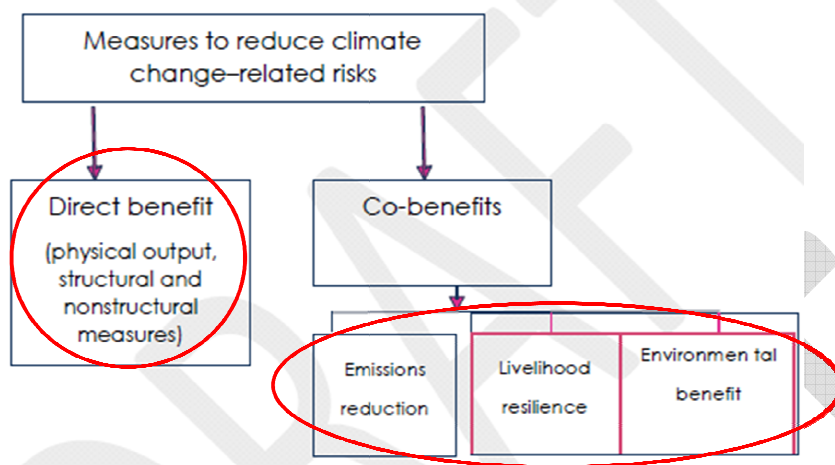 Measures to reduce climate
change–related risks
Direct benefit
(physical output,
structural and
nonstructural
measures)
Co-benefits
Emissions
reduction
Livelihood
resilience
Environmen tal
benefit
DRAFT